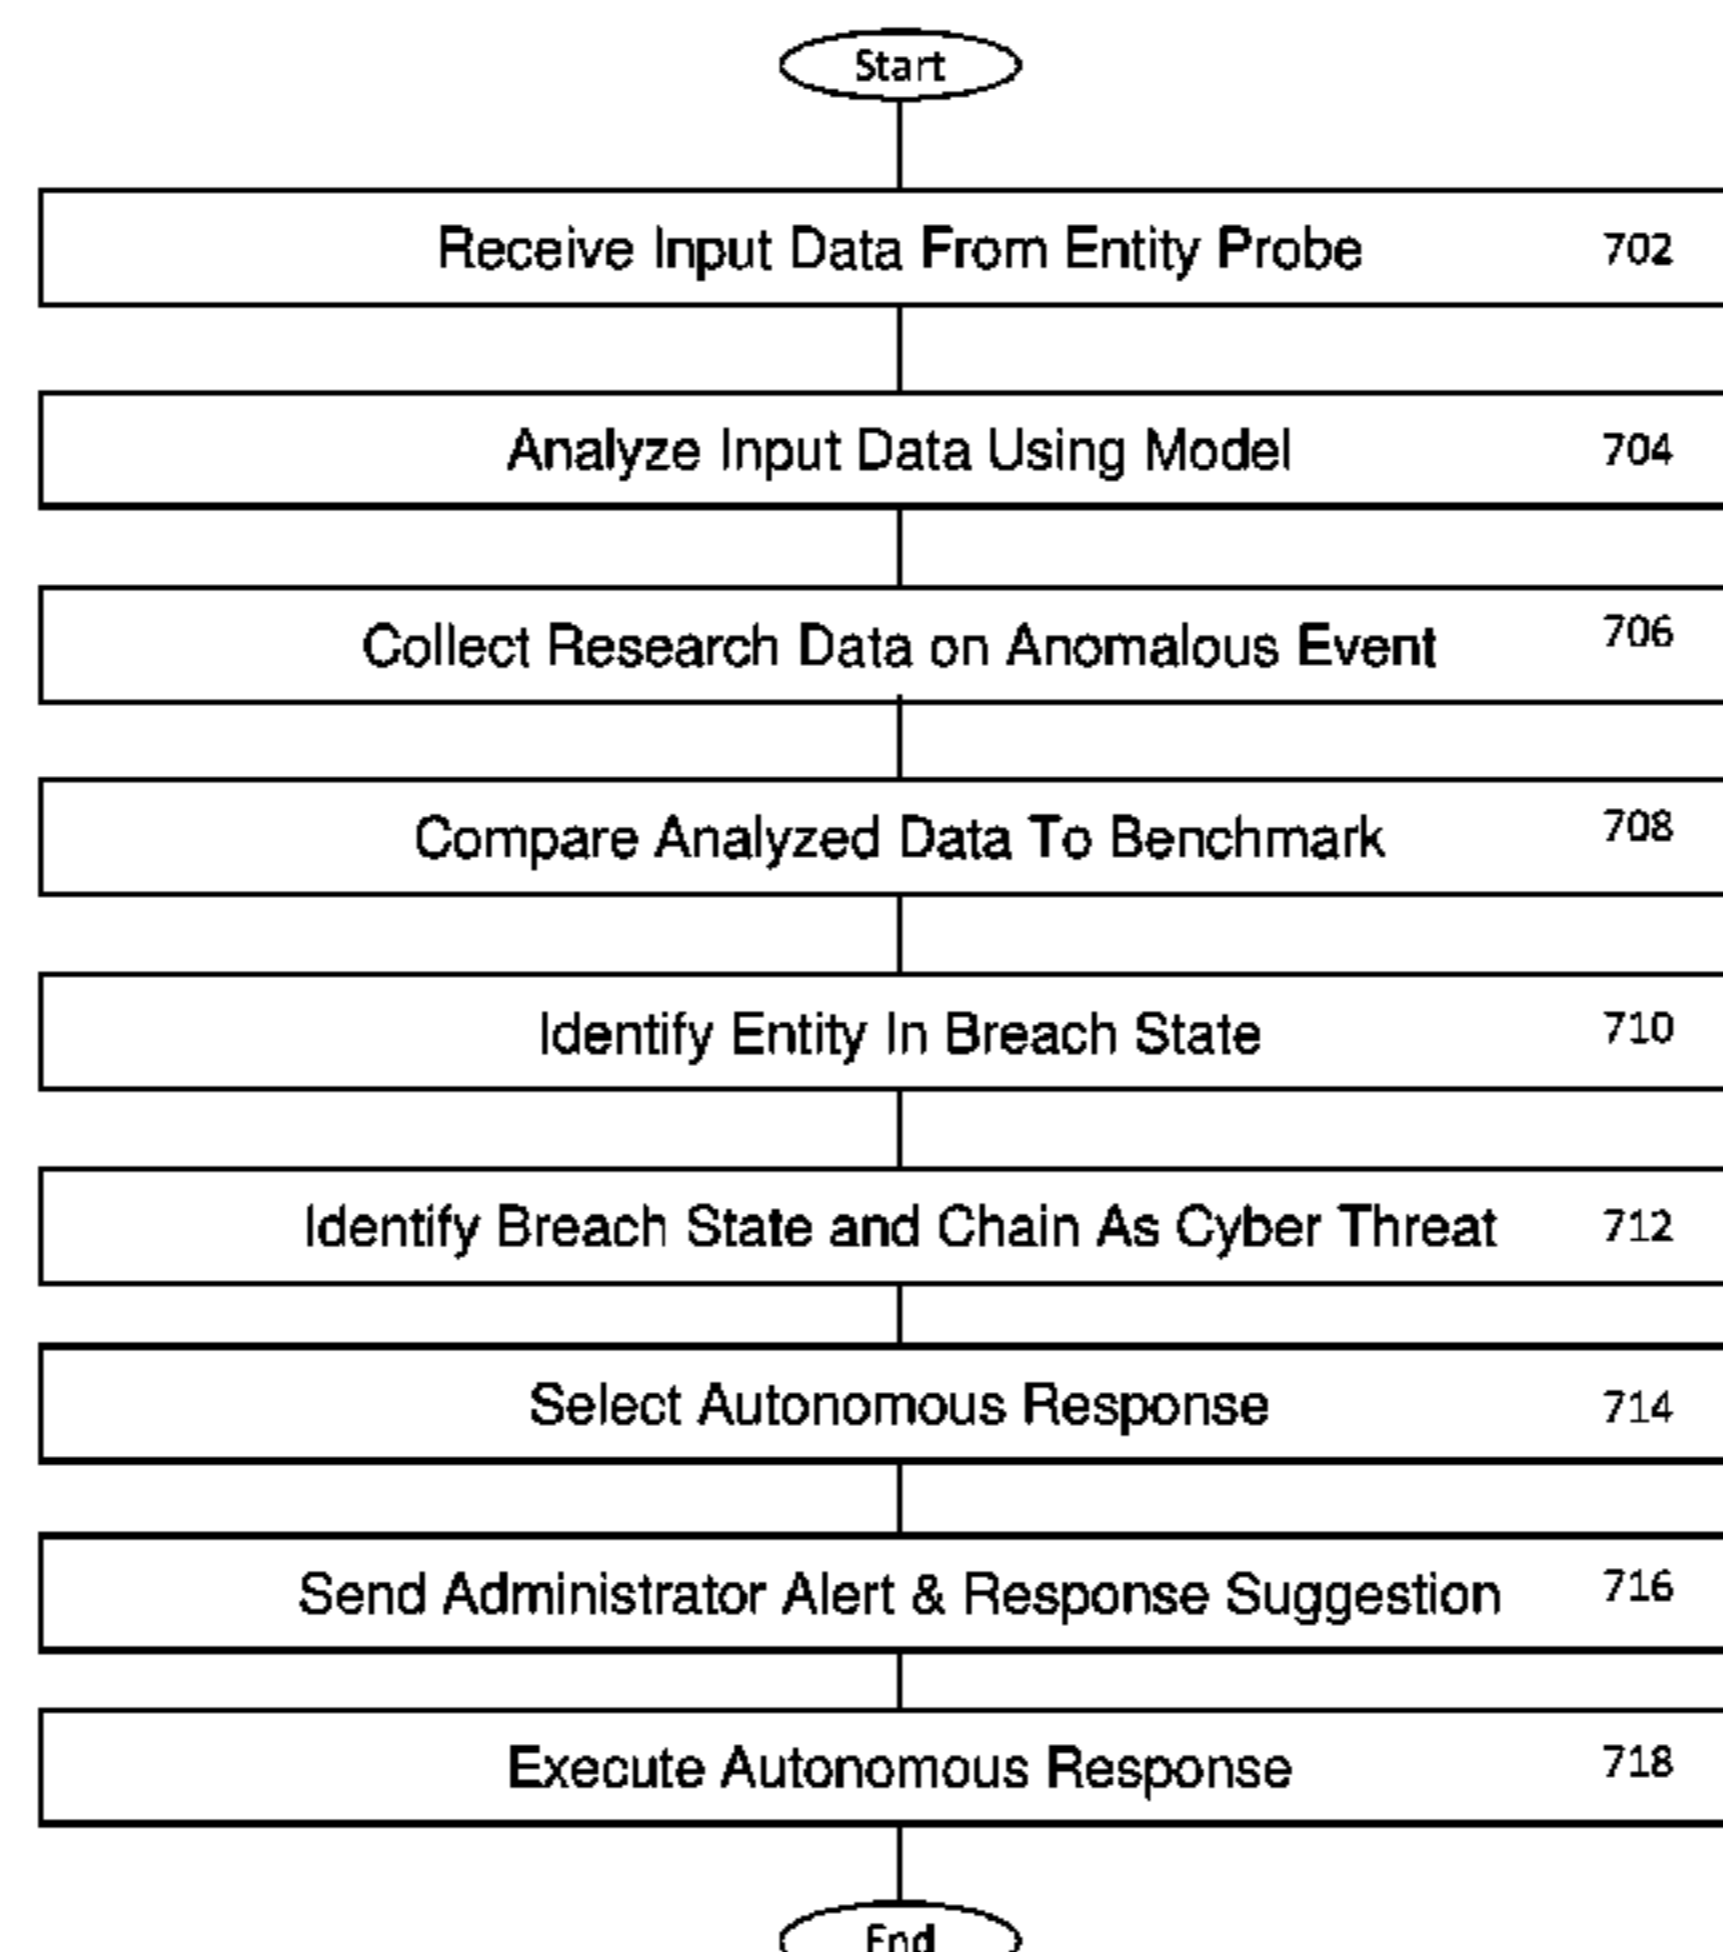 Start
Receive Input Data From Entity Probe 702
Analyze Input Data Using Model 704
Collect Research Data on Anomalous Event 706
Compare Analyzed Data To Benchmark 708
Identify Entity In Breach State 710
Identify Breach State and Chain As Cyber Threat 712
Select Autonomous Response 714
Send Administrator Alert & Response Suggestion 716
Execute Autonomous Response 718
End